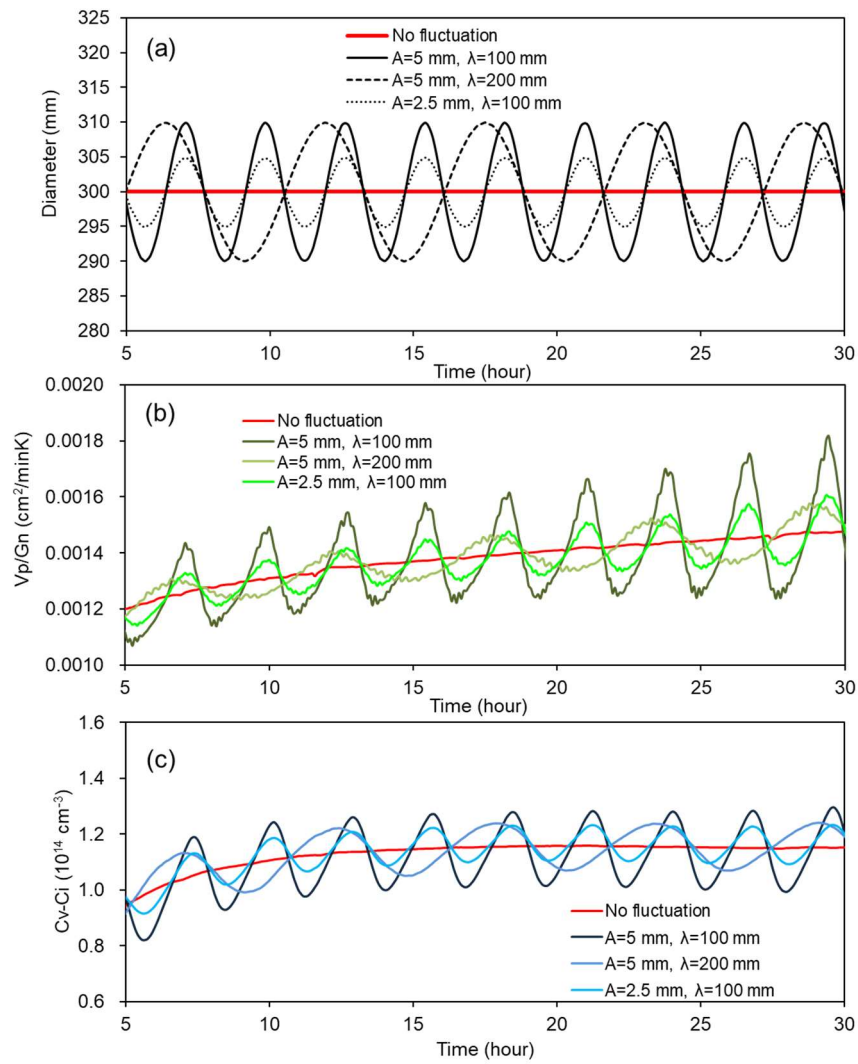 (a)
No fluctuation
A=5 mm, λ=100 mm
A=5 mm, λ=200 mm
A=2.5 mm, λ=100 mm
Diameter (mm)
325
320
315
310
305
300
295
290
285
280
5 10 15 20 25 30
Time (hour)
(b)
No fluctuation
A=5 mm, λ=100 mm
A=5 mm, λ=200 mm
A=2.5 mm, λ=100 mm
Vp/Gn (cm²/minK)
0.0020
0.0018
0.0016
0.0014
0.0012
0.0010
5 10 15 20 25 30
Time (hour)
(c)
Cv-Ci (10¹⁴ cm⁻³)
1.6
1.4
1.2
1.0
0.8
0.6
No fluctuation
A=5 mm, λ=100 mm
A=5 mm, λ=200 mm
A=2.5 mm, λ=100 mm
5 10 15 20 25 30
Time (hour)